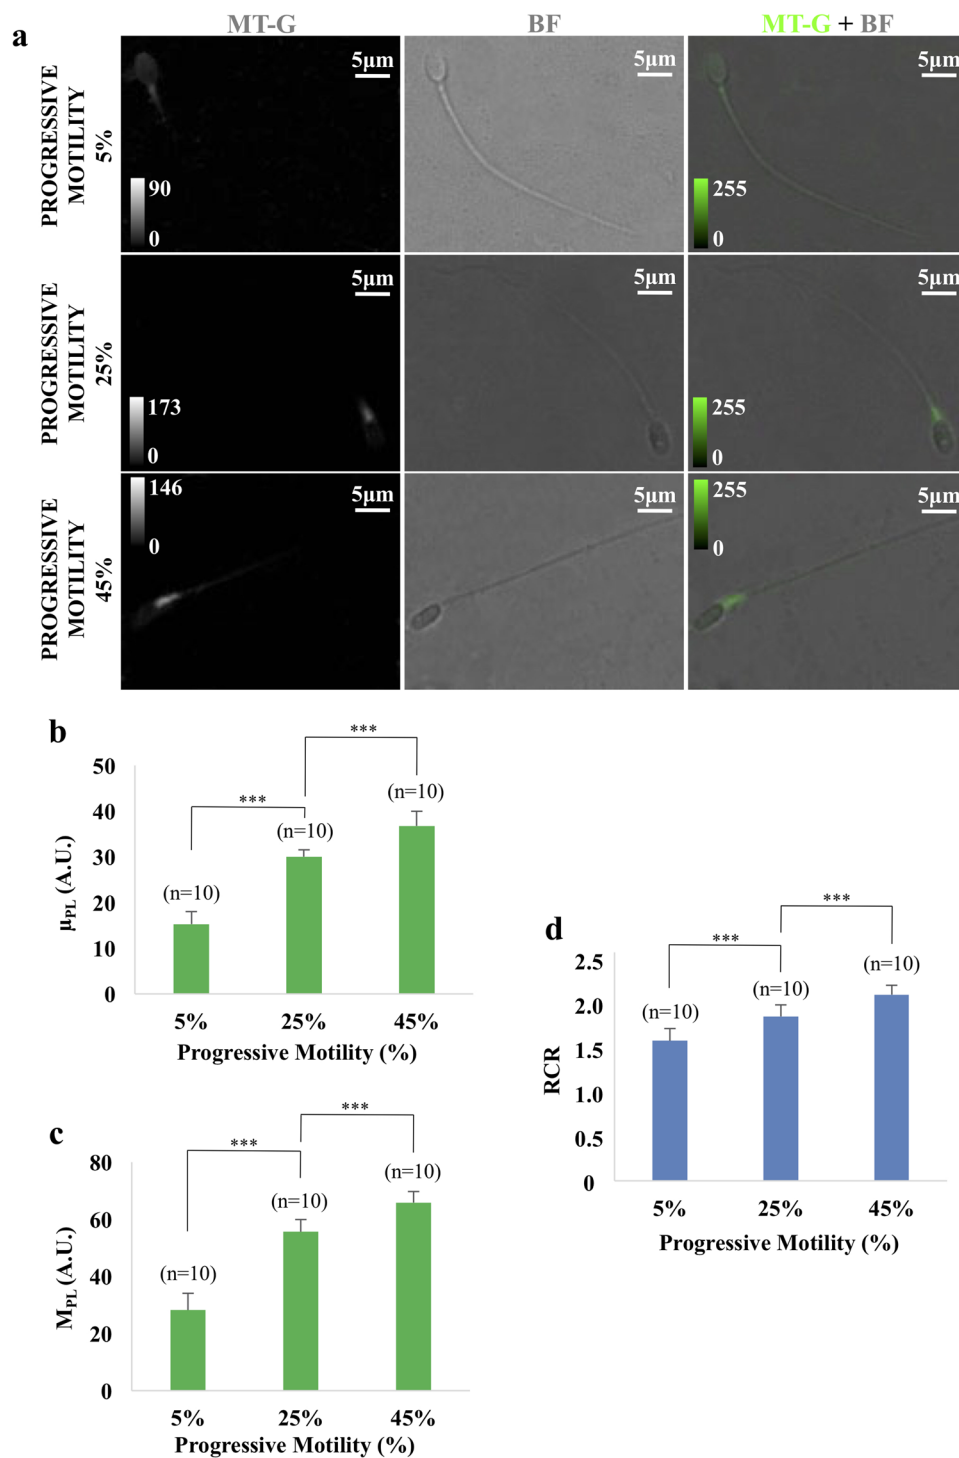 a
MT-G
BF
MT-G + BF
PROGRESSIVE
MOTILITY
5%
5μm
90
0
5μm
5μm
255
0
PROGRESSIVE
MOTILITY
25%
5μm
173
0
5μm
5μm
255
0
PROGRESSIVE
MOTILITY
45%
146
0
5μm
5μm
255
0
5μm
b
μPL (A.U.)
50
40
30
20
10
0
(n=10)
***
(n=10)
***
(n=10)
5%
25%
45%
Progressive Motility (%)
c
MPL (A.U.)
80
60
40
20
0
(n=10)
***
(n=10)
***
(n=10)
5%
25%
45%
Progressive Motility (%)
d
RCR
2.5
2.0
1.5
1.0
0.5
0
(n=10)
***
(n=10)
***
(n=10)
5%
25%
45%
Progressive Motility (%)